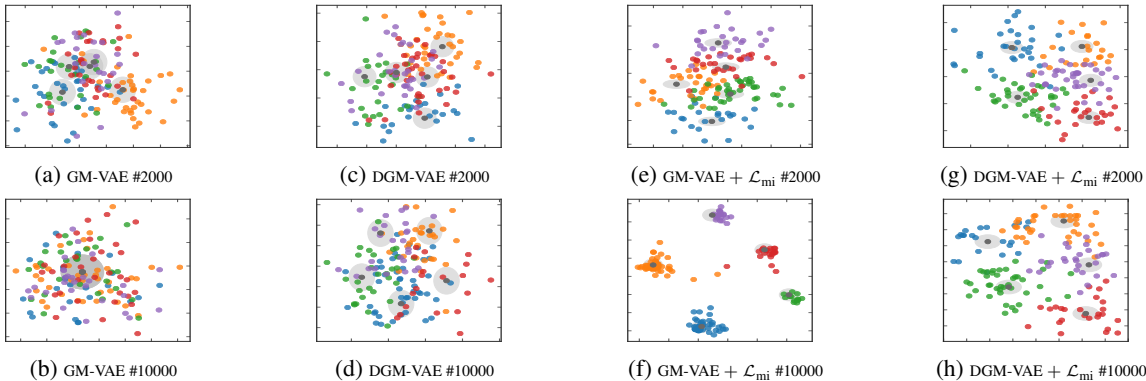 (a) GM-VAE #2000
(c) DGM-VAE #2000
(e) GM-VAE + ℒmi #2000
(g) DGM-VAE + ℒmi #2000
(b) GM-VAE #10000
(d) DGM-VAE #10000
(f) GM-VAE + ℒmi #10000
(h) DGM-VAE + ℒmi #10000